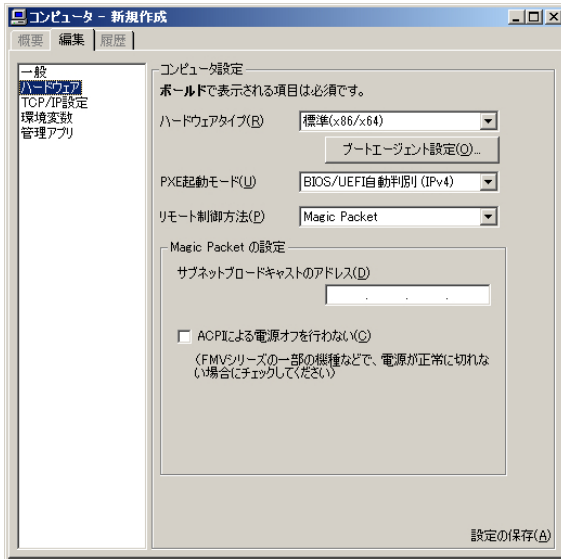 コンピュータ - 新規作成
概要 編集 履歴
一般
ハードウェア
TCP/IP設定
環境変数
管理アプリ
コンピュータ設定
ボールドで表示される項目は必須です。
ハードウェアタイプ(R) 標準(x86/x64)
ブートエージェント設定(O)...
PXE起動モード(U) BIOS/UEFI自動判別 (IPv4)
リモート制御方法(P) Magic Packet
Magic Packet の設定
サブネットブロードキャストのアドレス(D)
. . .
ACPIによる電源オフを行わない(C)
(FMVシリーズの一部の機種などで、電源が正常に切れな
い場合にチェックしてください)
設定の保存(A)